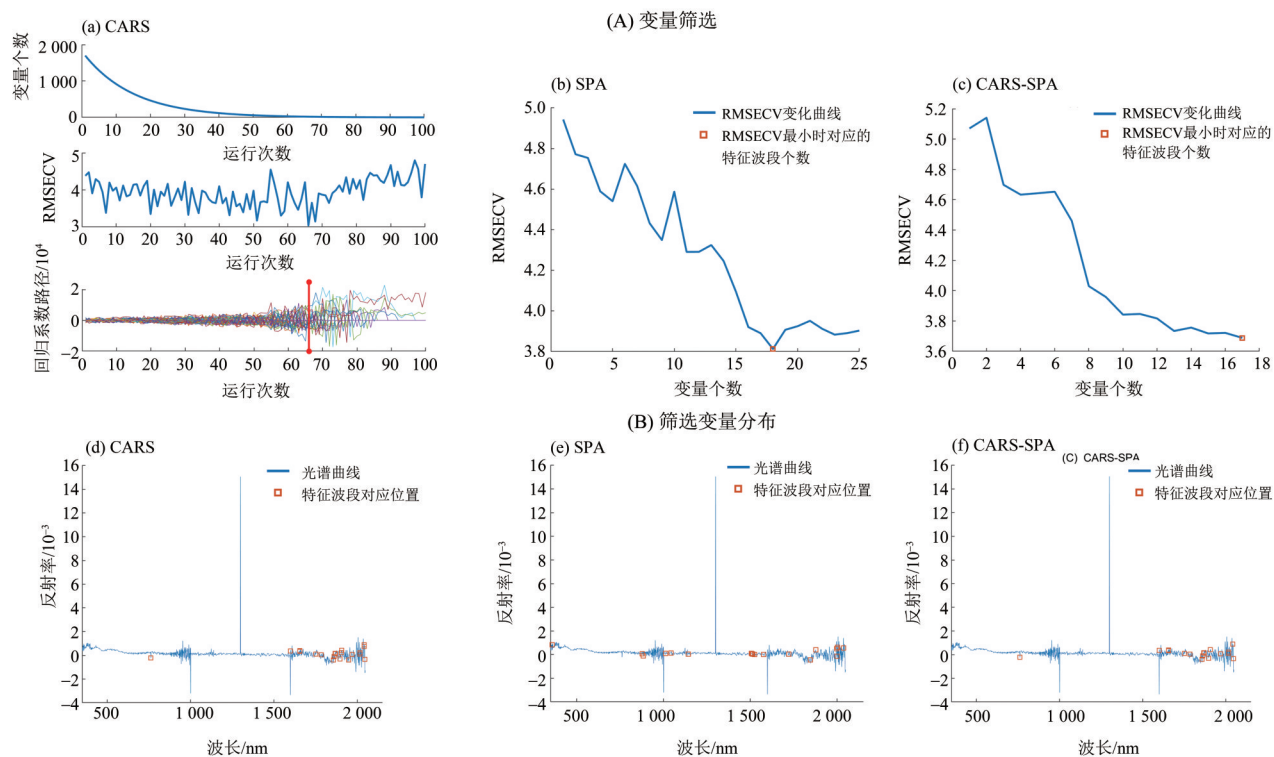 (A) 变量筛选
(a) CARS
变量个数
2 000
1 000
0
0 10 20 30 40 50 60 70 80 90 100
运行次数
RMSECV
5
4
3
0 10 20 30 40 50 60 70 80 90 100
运行次数
回归系数路径/10⁴
2
0
−2
0 10 20 30 40 50 60 70 80 90 100
运行次数
(b) SPA
RMSECV变化曲线
RMSECV最小时对应的
特征波段个数
RMSECV
5.0
4.8
4.6
4.4
4.2
4.0
3.8
0 5 10 15 20 25
变量个数
(c) CARS-SPA
RMSECV变化曲线
RMSECV最小时对应的
特征波段个数
RMSECV
5.2
5.0
4.8
4.6
4.4
4.2
4.0
3.8
3.6
0 2 4 6 8 10 12 14 16 18
变量个数
(B) 筛选变量分布
(d) CARS
光谱曲线
特征波段对应位置
反射率/10⁻³
16
14
12
10
8
6
4
2
0
−2
−4
500 1 000 1 500 2 000
波长/nm
(e) SPA
光谱曲线
特征波段对应位置
反射率/10⁻³
16
14
12
10
8
6
4
2
0
−2
−4
500 1 000 1 500 2 000
波长/nm
(f) CARS-SPA
(C) CARS-SPA
光谱曲线
特征波段对应位置
反射率/10⁻³
16
14
12
10
8
6
4
2
0
−2
−4
500 1 000 1 500 2 000
波长/nm